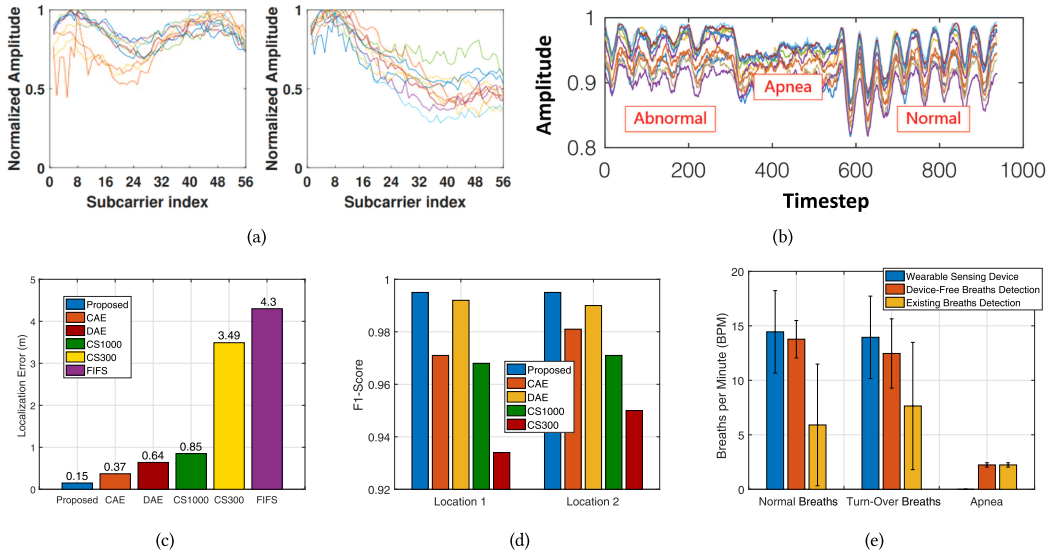 Normalized Amplitude
1
0.5
0
1 8 16 24 32 40 48 56
Subcarrier index
Normalized Amplitude
1
0.5
0
1 8 16 24 32 40 48 56
Subcarrier index
(a)
Amplitude
1
0.9
0.8
Abnormal
Apnea
Normal
0 200 400 600 800 1000
Timestep
(b)
Localization Error (m)
5
4
3
2
1
0
Proposed
CAE
DAE
CS1000
CS300
FIFS
0.15
0.37
0.64
0.85
3.49
4.3
Proposed CAE DAE CS1000 CS300 FIFS
(c)
F1-Score
1
0.98
0.96
0.94
0.92
Proposed
CAE
DAE
CS1000
CS300
Location 1 Location 2
(d)
Breaths per Minute (BPM)
20
15
10
5
0
Wearable Sensing Device
Device-Free Breaths Detection
Existing Breaths Detection
Normal Breaths Turn-Over Breaths Apnea
(e)